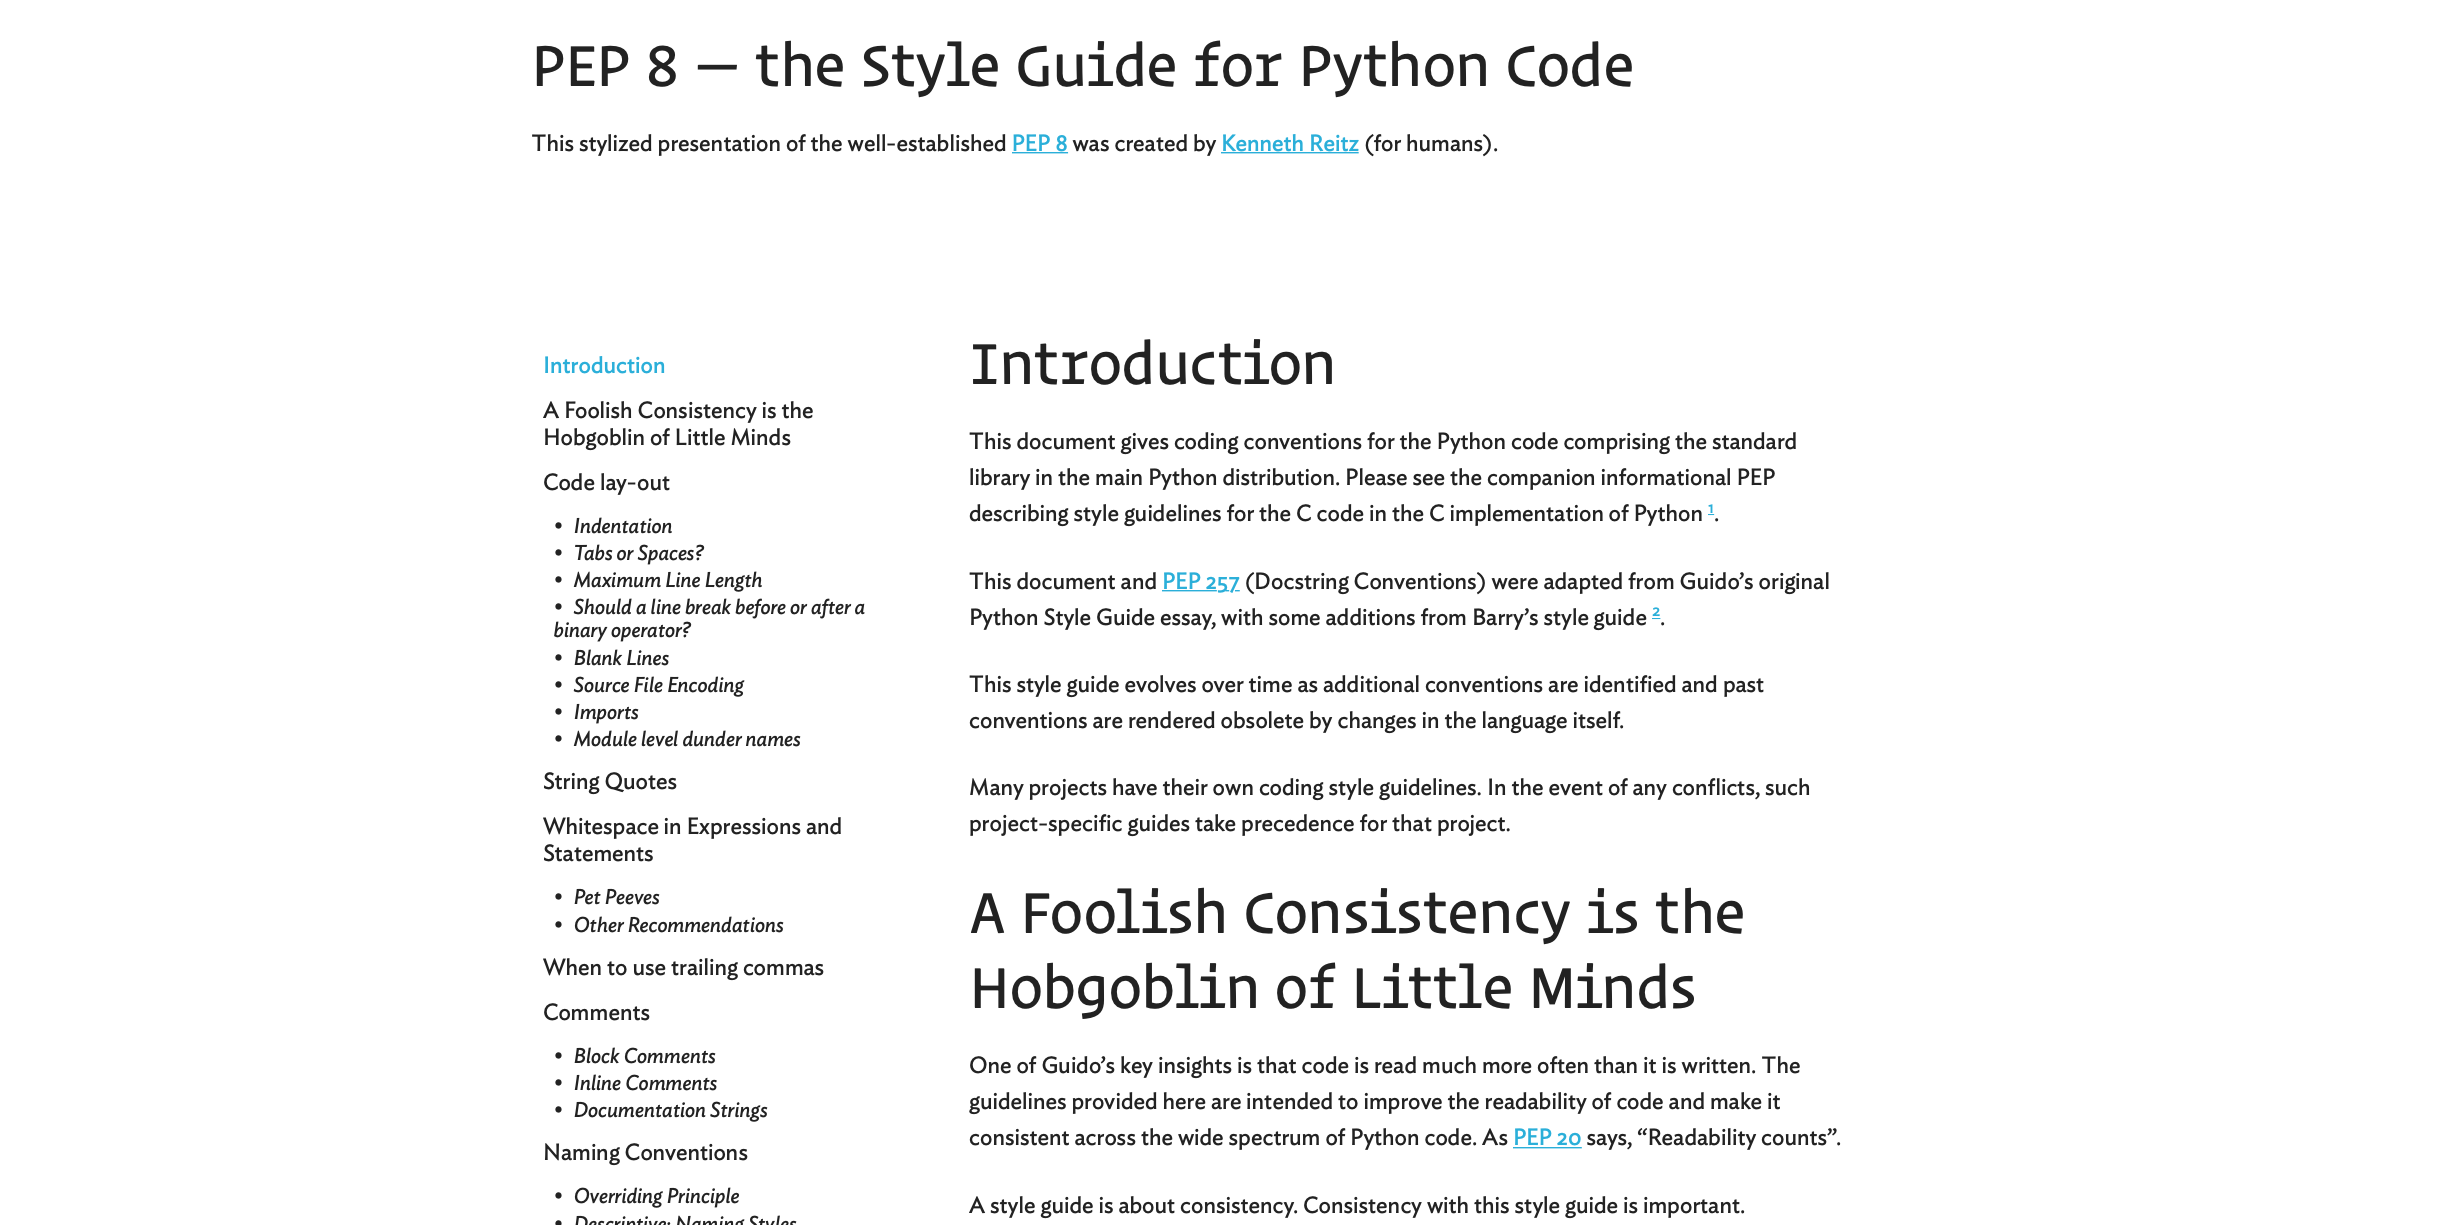 PEP 8 — the Style Guide for Python Code
This stylized presentation of the well-established PEP 8 was created by Kenneth Reitz (for humans).
Introduction
A Foolish Consistency is the
Hobgoblin of Little Minds
Code lay-out
• Indentation
• Tabs or Spaces?
• Maximum Line Length
• Should a line break before or after a
binary operator?
• Blank Lines
• Source File Encoding
• Imports
• Module level dunder names
String Quotes
Whitespace in Expressions and
Statements
• Pet Peeves
• Other Recommendations
When to use trailing commas
Comments
• Block Comments
• Inline Comments
• Documentation Strings
Naming Conventions
• Overriding Principle
• Descriptive: Naming Styles
Introduction
This document gives coding conventions for the Python code comprising the standard
library in the main Python distribution. Please see the companion informational PEP
describing style guidelines for the C code in the C implementation of Python 1.
This document and PEP 257 (Docstring Conventions) were adapted from Guido’s original
Python Style Guide essay, with some additions from Barry’s style guide 2.
This style guide evolves over time as additional conventions are identified and past
conventions are rendered obsolete by changes in the language itself.
Many projects have their own coding style guidelines. In the event of any conflicts, such
project-specific guides take precedence for that project.
A Foolish Consistency is the
Hobgoblin of Little Minds
One of Guido’s key insights is that code is read much more often than it is written. The
guidelines provided here are intended to improve the readability of code and make it
consistent across the wide spectrum of Python code. As PEP 20 says, “Readability counts”.
A style guide is about consistency. Consistency with this style guide is important.